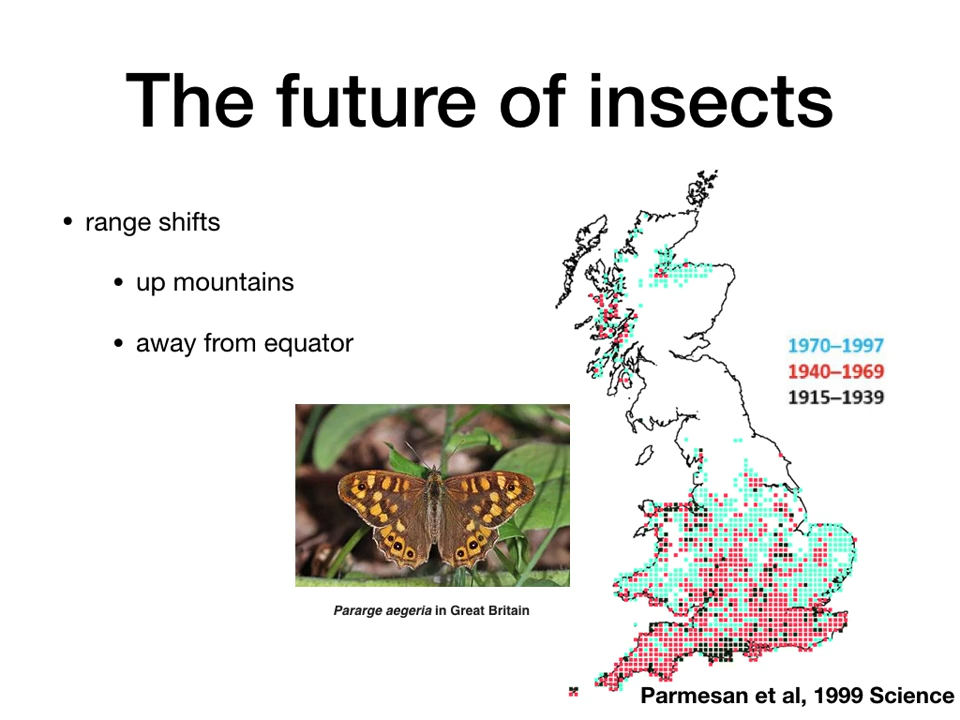 The future of insects
• range shifts
• up mountains
• away from equator
1970–1997
1940–1969
1915–1939
Pararge aegeria in Great Britain
Parmesan et al, 1999 Science